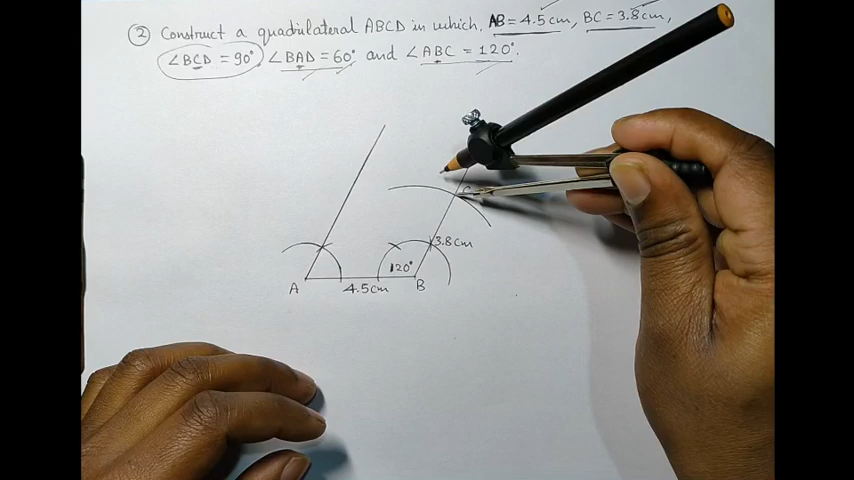 ② Construct a quadrilateral ABCD in which, AB = 4.5 cm, BC = 3.8 cm,
∠BCD = 90° ∠BAD = 60° and ∠ABC = 120°.
C
3.8cm
120°
A 4.5cm B